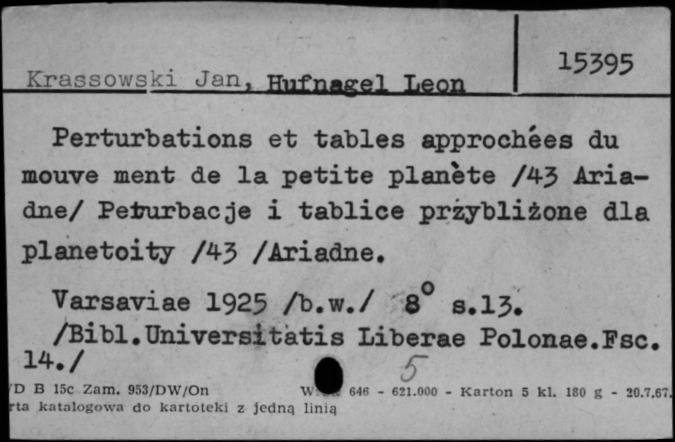 15395
Krassowski Jan, Hufnagel Leon
Perturbations et tables approchées du
mouve ment de la petite planète /43 Aria-
dne/ Peturbacje i tablice przybliżone dla
planetoity /43 /Ariadne.
Varsaviae 1925 /b.w./ 8° s.13.
/Bibl.Universitatis Liberae Polonae.Fsc.
14./
5
D B 15c Zam. 953/DW/On 646 - 621.000 - Karton 5 kl. 180 g - 20.7.67.
rta katalogowa do kartoteki z jedną linią